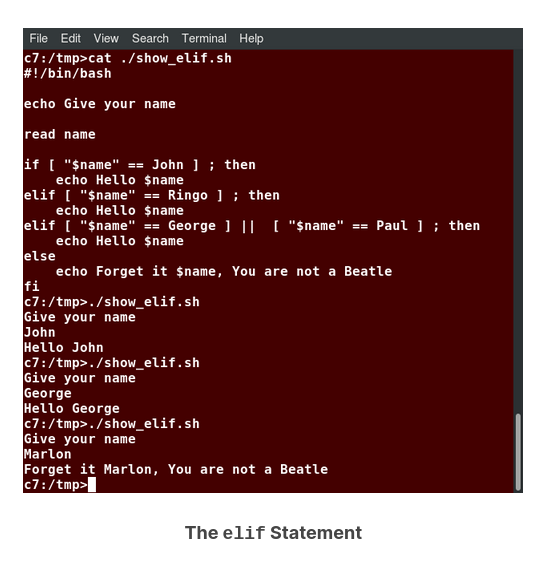 File Edit View Search Terminal Help
c7:/tmp>cat ./show_elif.sh
#!/bin/bash
echo Give your name
read name
if [ "$name" == John ] ; then
    echo Hello $name
elif [ "$name" == Ringo ] ; then
    echo Hello $name
elif [ "$name" == George ] ||  [ "$name" == Paul ] ; then
    echo Hello $name
else
    echo Forget it $name, You are not a Beatle
fi
c7:/tmp>./show_elif.sh
Give your name
John
Hello John
c7:/tmp>./show_elif.sh
Give your name
George
Hello George
c7:/tmp>./show_elif.sh
Give your name
Marlon
Forget it Marlon, You are not a Beatle
c7:/tmp>
The elif Statement